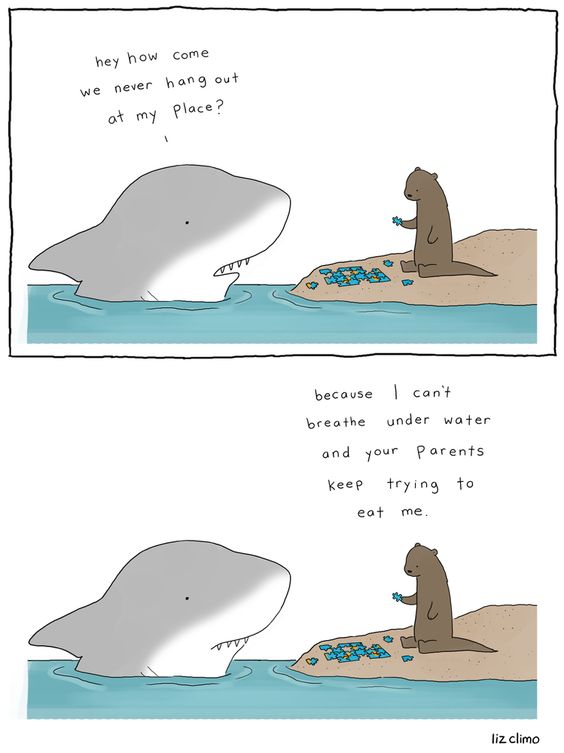 hey how come
we never hang out
at my place?
because I can't
breathe under water
and your parents
keep trying to
eat me.
liz climo